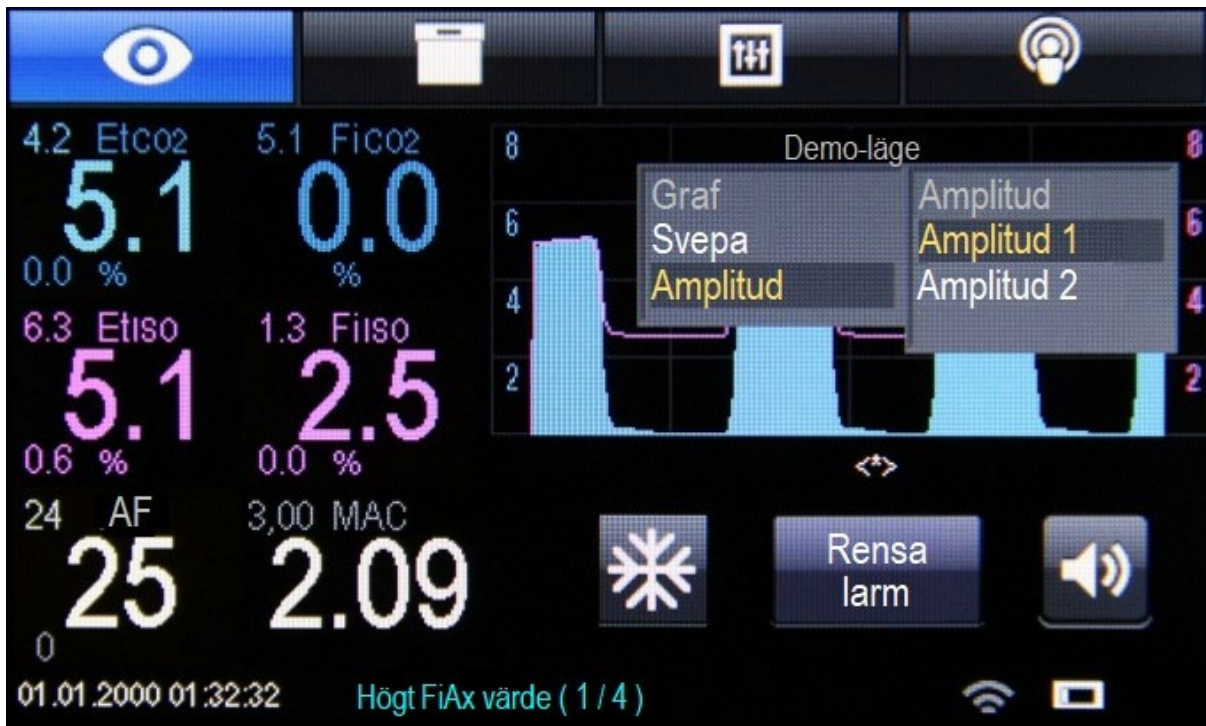 4.2 EtCO2
5.1
0.0 %
5.1 FiCO2
0.0
%
6.3 EtISO
5.1
0.6 %
1.3 FiISO
2.5
0.0 %
24 AF
25
0
3,00 MAC
2.09
Demo-läge
8
6
4
2
8
6
4
2
Graf
Svepa
Amplitud
Amplitud
Amplitud 1
Amplitud 2
<*>
Rensa
larm
01.01.2000 01:32:32
Högt FiAx värde ( 1 / 4 )